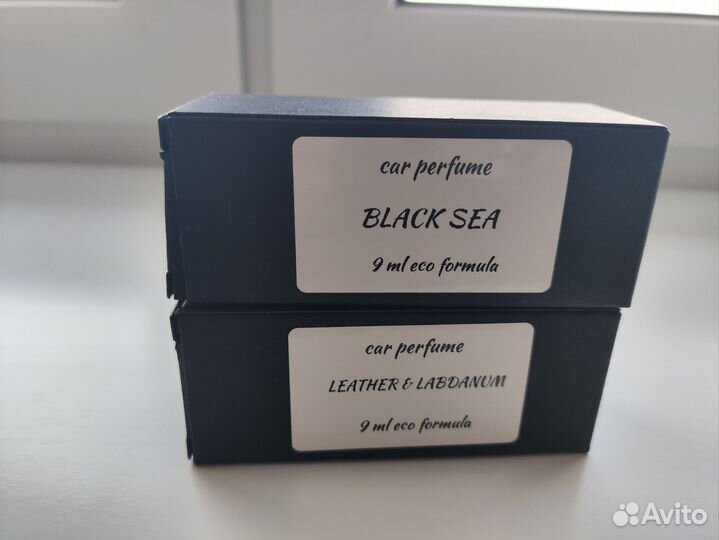 car perfume
BLACK SEA
9 ml eco formula
car perfume
LEATHER & LABDANUM
9 ml eco formula
Avito